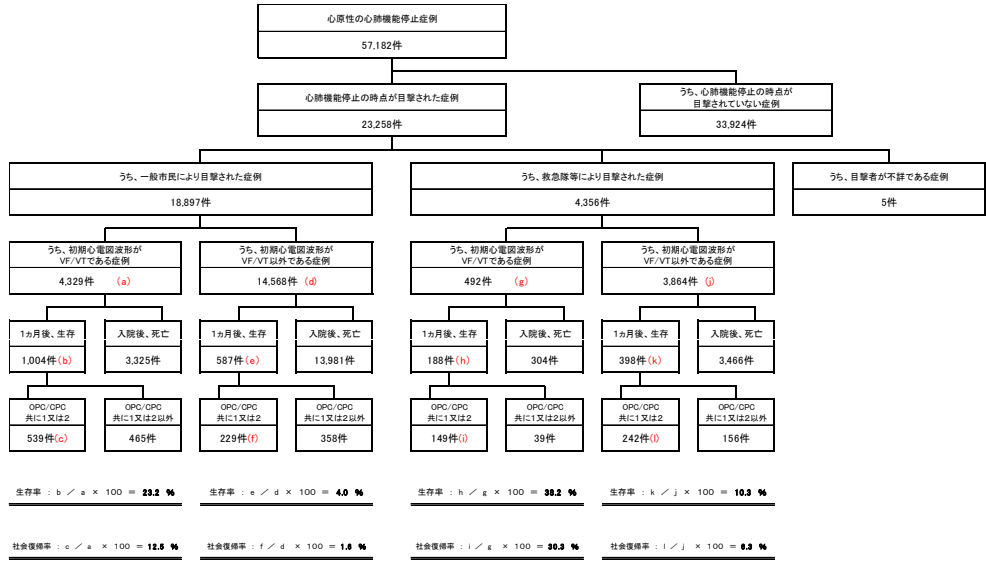 心原性の心肺機能停止症例
57,182件
心肺機能停止の時点が目撃された症例
23,258件
うち、心肺機能停止の時点が
目撃されていない症例
33,924件
うち、一般市民により目撃された症例
18,897件
うち、救急隊等により目撃された症例
4,356件
うち、目撃者が不詳である症例
5件
うち、初期心電図波形が
VF/VTである症例
4,329件 (a)
うち、初期心電図波形が
VF/VT以外である症例
14,568件 (d)
うち、初期心電図波形が
VF/VTである症例
492件 (g)
うち、初期心電図波形が
VF/VT以外である症例
3,864件 (j)
1ヵ月後、生存
1,004件(b)
入院後、死亡
3,325件
1ヵ月後、生存
587件(e)
入院後、死亡
13,981件
1ヵ月後、生存
188件(h)
入院後、死亡
304件
1ヵ月後、生存
398件(k)
入院後、死亡
3,466件
OPC/CPC
共に1又は2
539件(c)
OPC/CPC
共に1又は2以外
465件
OPC/CPC
共に1又は2
229件(f)
OPC/CPC
共に1又は2以外
358件
OPC/CPC
共に1又は2
149件(i)
OPC/CPC
共に1又は2以外
39件
OPC/CPC
共に1又は2
242件(l)
OPC/CPC
共に1又は2以外
156件
生存率 : b / a × 100 = 23.2 %
生存率 : e / d × 100 = 4.0 %
生存率 : h / g × 100 = 38.2 %
生存率 : k / j × 100 = 10.3 %
社会復帰率 : c / a × 100 = 12.5 %
社会復帰率 : f / d × 100 = 1.6 %
社会復帰率 : i / g × 100 = 30.3 %
社会復帰率 : l / j × 100 = 6.3 %